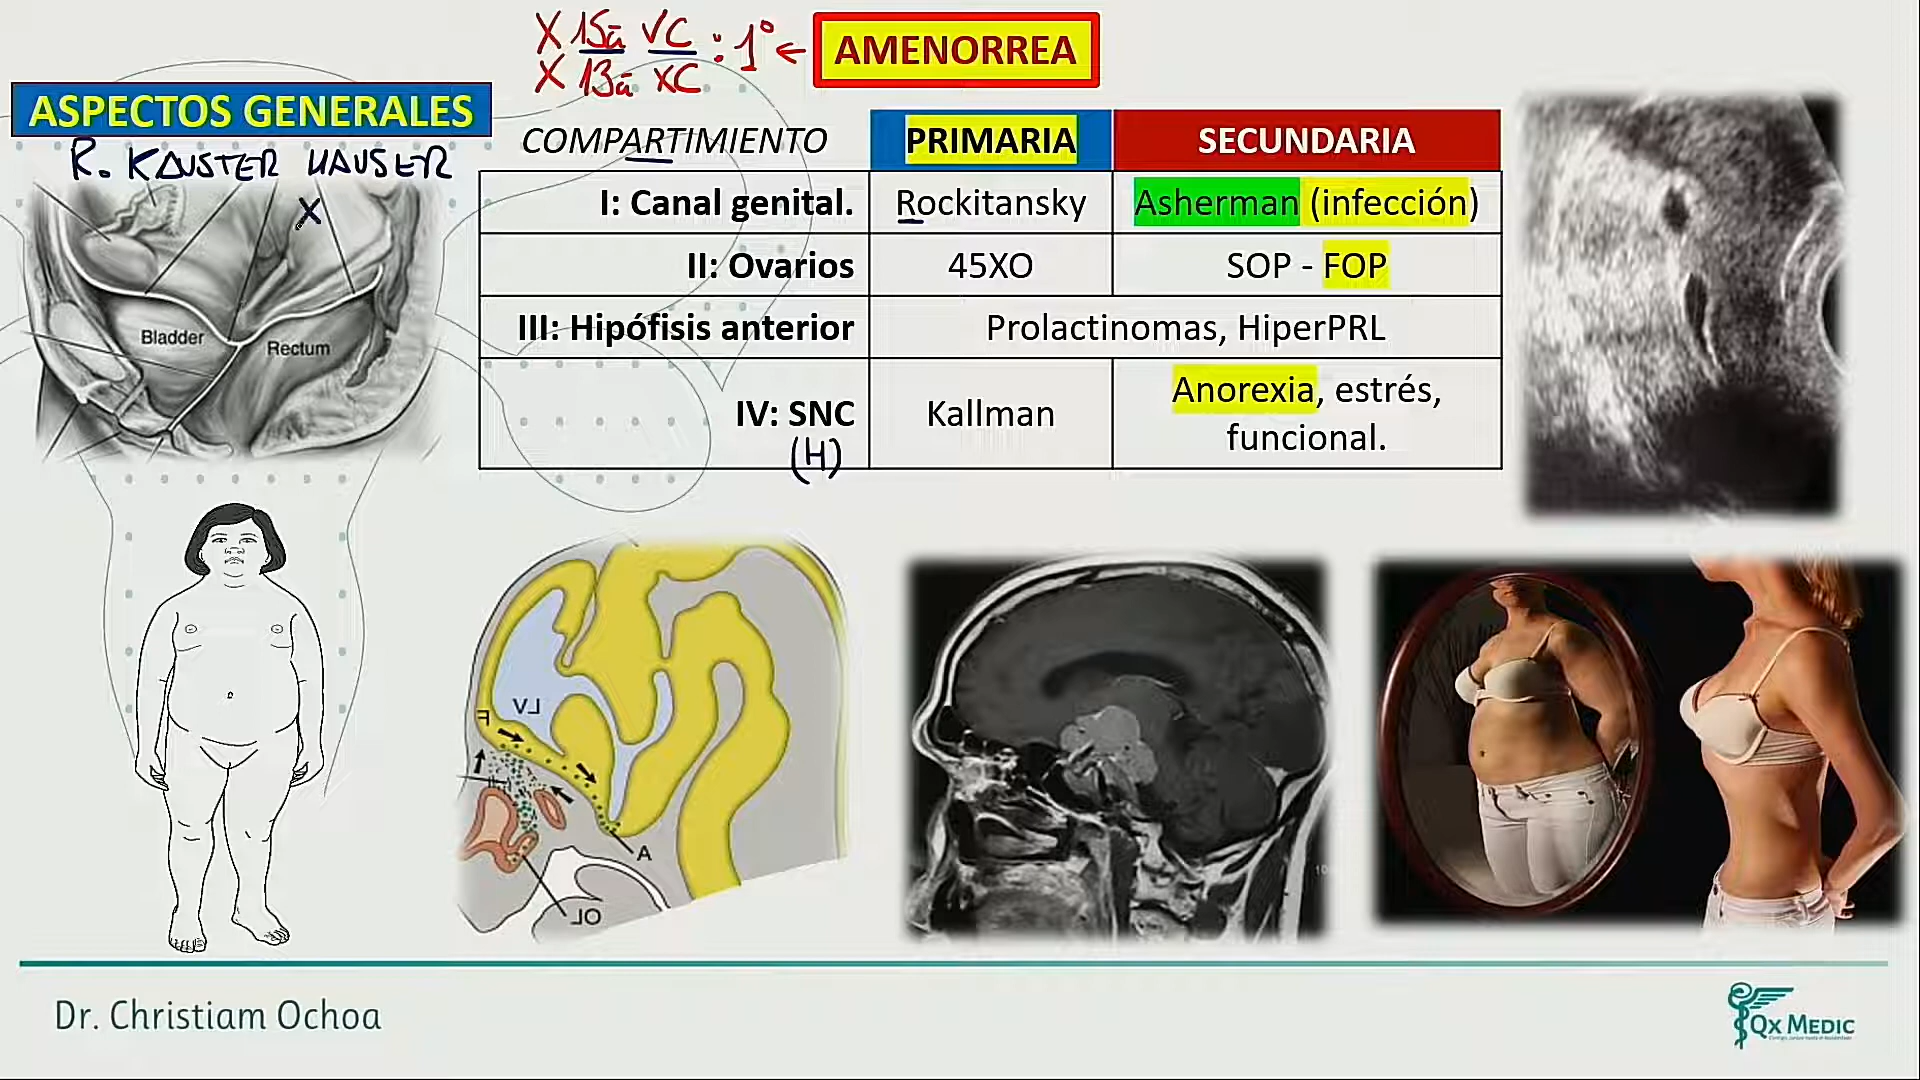 X 15a √C : 1° ←
X 13a XC
AMENORREA
ASPECTOS GENERALES
R. KAUSTER HAUSER
X
COMPARTIMIENTO PRIMARIA SECUNDARIA
I: Canal genital. Rockitansky Asherman (infección)
II: Ovarios 45XO SOP - FOP
III: Hipófisis anterior Prolactinomas, HiperPRL
IV: SNC Kallman Anorexia, estrés,
funcional.
(H)
Bladder
Rectum
LV
F
A
OL
10
Dr. Christiam Ochoa
Qx MEDIC